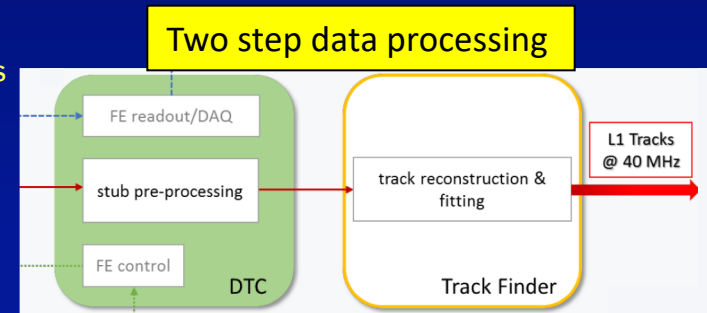 Two step data processing
s
FE readout/DAQ
stub pre-processing
FE control
DTC
track reconstruction &
fitting
Track Finder
L1 Tracks
@ 40 MHz